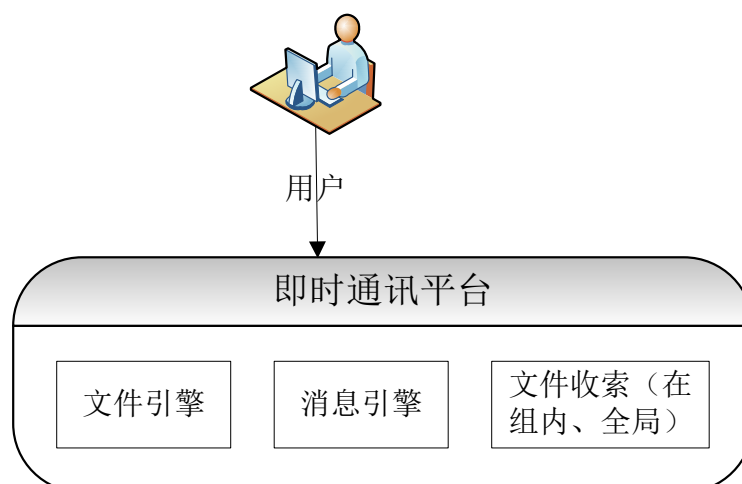 用户
即时通讯平台
文件引擎
消息引擎
文件收索（在
组内、全局）